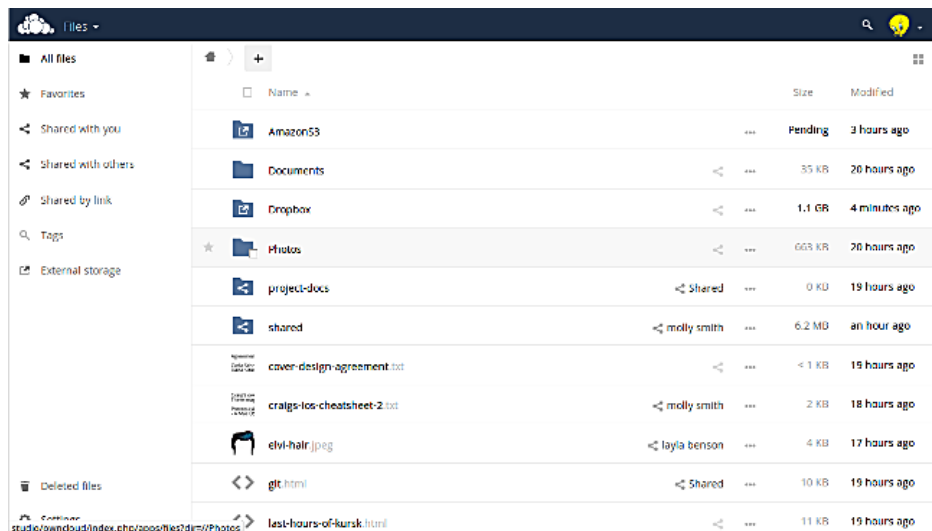 Files
All files
Favorites
Shared with you
Shared with others
Shared by link
Tags
External storage
Deleted files
Settings
studio/owncloud/index.php/apps/files?dir=//Photos
+
Name Size Modified
AmazonS3 ... Pending 3 hours ago
Documents ... 35 KB 20 hours ago
Dropbox ... 1.1 GB 4 minutes ago
Photos ... 663 KB 20 hours ago
project-docs Shared ... 0 KB 19 hours ago
shared molly smith ... 6.2 MB an hour ago
cover-design-agreement.txt ... < 1 KB 19 hours ago
craigs-ios-cheatsheet-2.txt molly smith ... 2 KB 18 hours ago
elvi-hair.jpeg layla benson ... 4 KB 17 hours ago
git.html Shared ... 10 KB 19 hours ago
last-hours-of-kursk.html ... 11 KB 19 hours ago